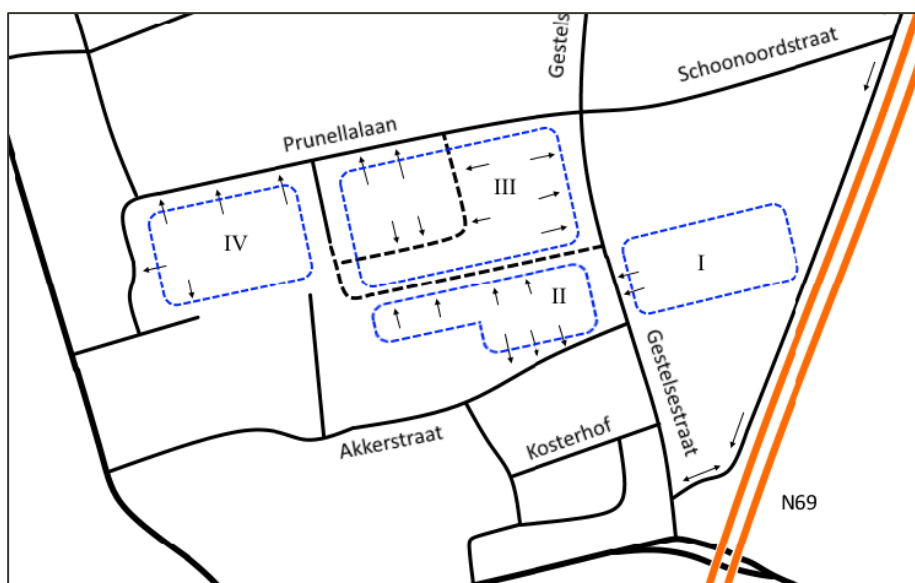 Gestels
Schoonoordstraat
Prunellalaan
III
IV
I
II
Gestelsestraat
Akkerstraat
Kosterhof
N69